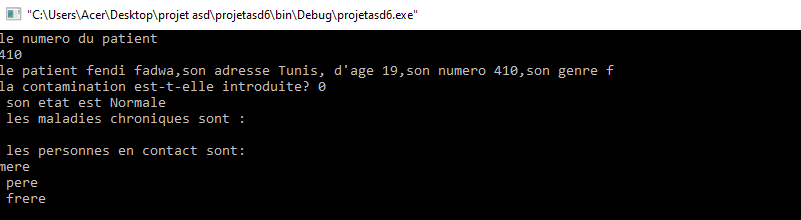 "C:\Users\Acer\Desktop\projet asd\projetasd6\bin\Debug\projetasd6.exe"
le numero du patient
410
le patient fendi fadwa,son adresse Tunis, d'age 19,son numero 410,son genre f
la contamination est-t-elle introduite? 0
son etat est Normale
les maladies chroniques sont :
les personnes en contact sont:
mere
pere
frere